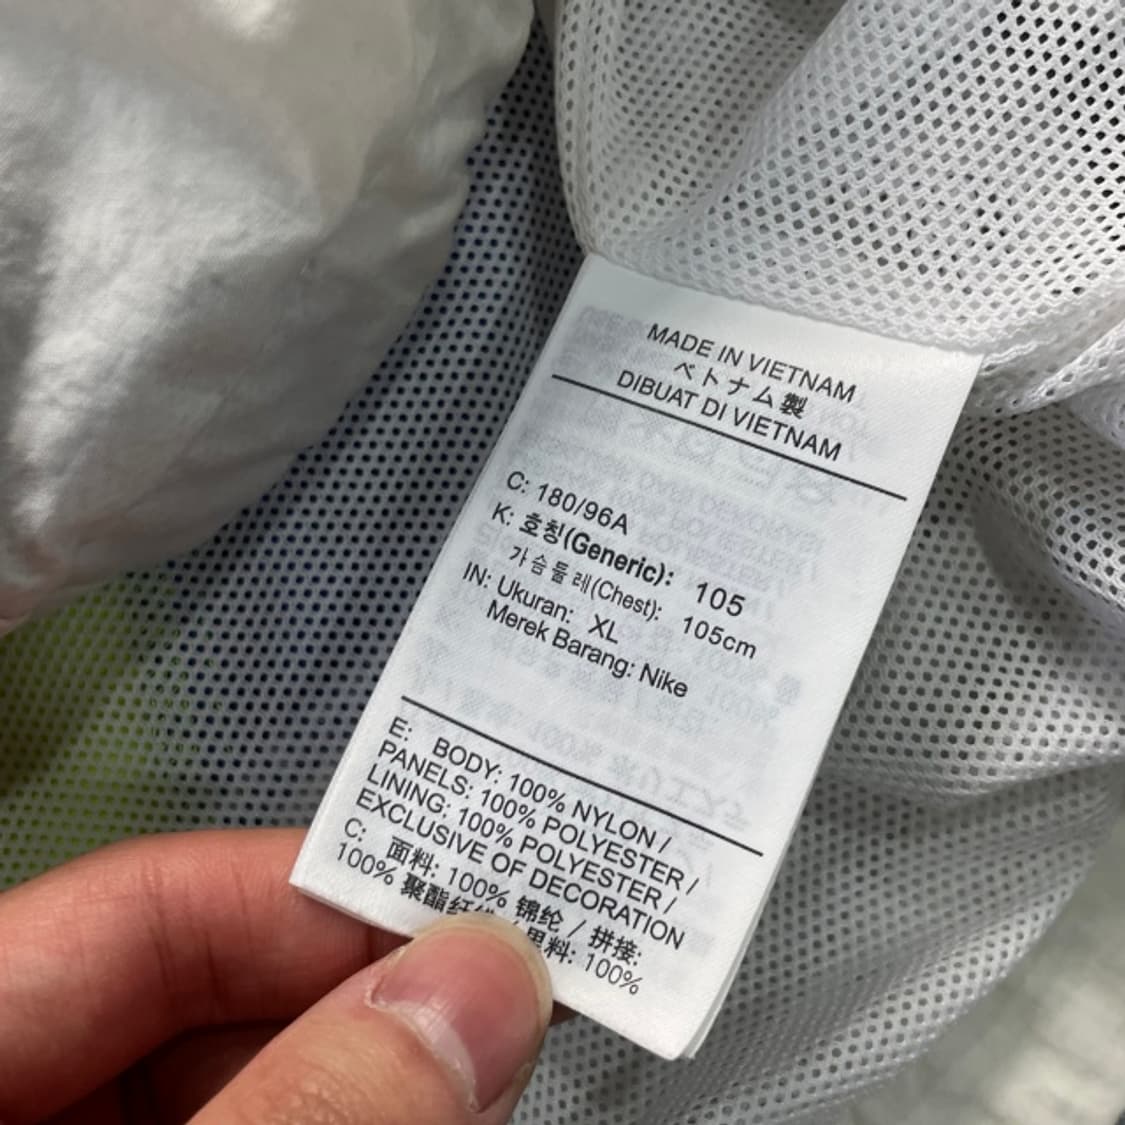 MADE IN VIETNAM
ベトナム製
DIBUAT DI VIETNAM
C: 180/96A
K: 호칭(Generic): 105
가슴둘레(Chest): 105cm
IN: Ukuran: XL
Merek Barang: Nike
E: BODY: 100% NYLON /
PANELS: 100% POLYESTER /
LINING: 100% POLYESTER /
EXCLUSIVE OF DECORATION
C: 面料: 100% 锦纶 / 拼接:
100% 聚酯纤维 / 里料: 100%